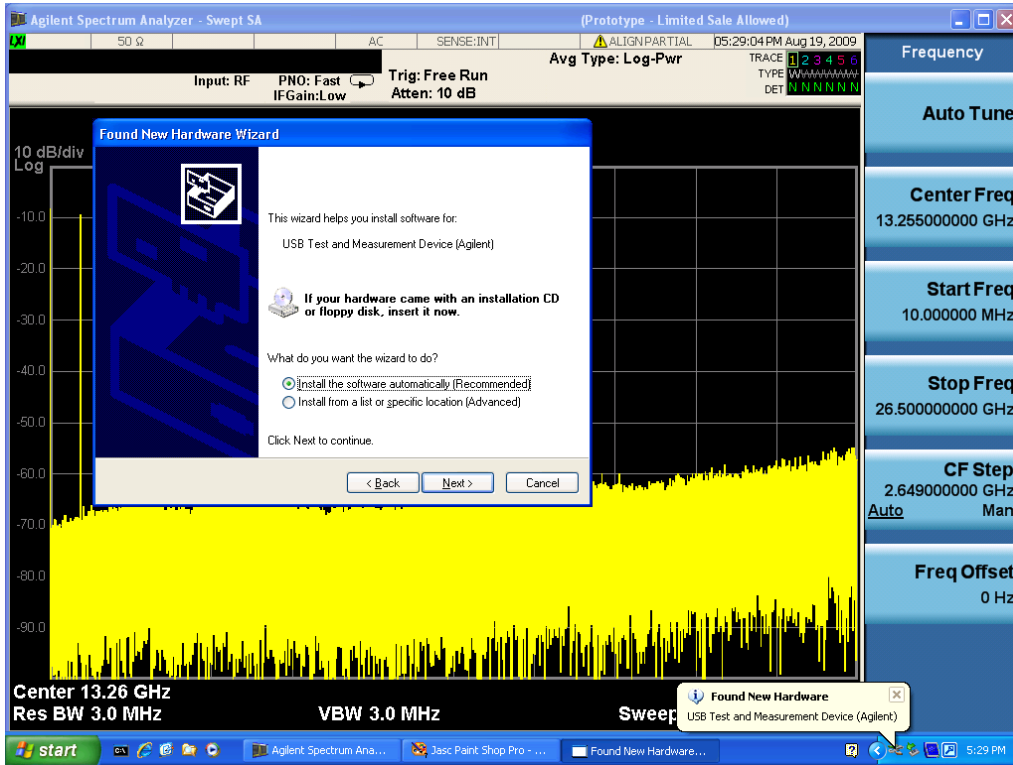 Agilent Spectrum Analyzer - Swept SA (Prototype - Limited Sale Allowed)
LXI 50 Ω AC SENSE:INT ALIGN PARTIAL 05:29:04 PM Aug 19, 2009
Input: RF
PNO: Fast
IFGain:Low
Trig: Free Run
Atten: 10 dB
Avg Type: Log-Pwr
TRACE 1 2 3 4 5 6
TYPE
DET N N N N N N
Frequency
Auto Tune
Center Freq
13.255000000 GHz
Start Freq
10.000000 MHz
Stop Freq
26.500000000 GHz
CF Step
2.649000000 GHz
Auto Man
Freq Offset
0 Hz
10 dB/div
Log
-10.0
-20.0
-30.0
-40.0
-50.0
-60.0
-70.0
-80.0
-90.0
Found New Hardware Wizard
This wizard helps you install software for:
USB Test and Measurement Device (Agilent)
If your hardware came with an installation CD
or floppy disk, insert it now.
What do you want the wizard to do?
Install the software automatically (Recommended)
Install from a list or specific location (Advanced)
Click Next to continue.
< Back Next > Cancel
Center 13.26 GHz
Res BW 3.0 MHz VBW 3.0 MHz Sweep
Found New Hardware
USB Test and Measurement Device (Agilent)
start Agilent Spectrum Ana... Jasc Paint Shop Pro - ... Found New Hardware... 5:29 PM